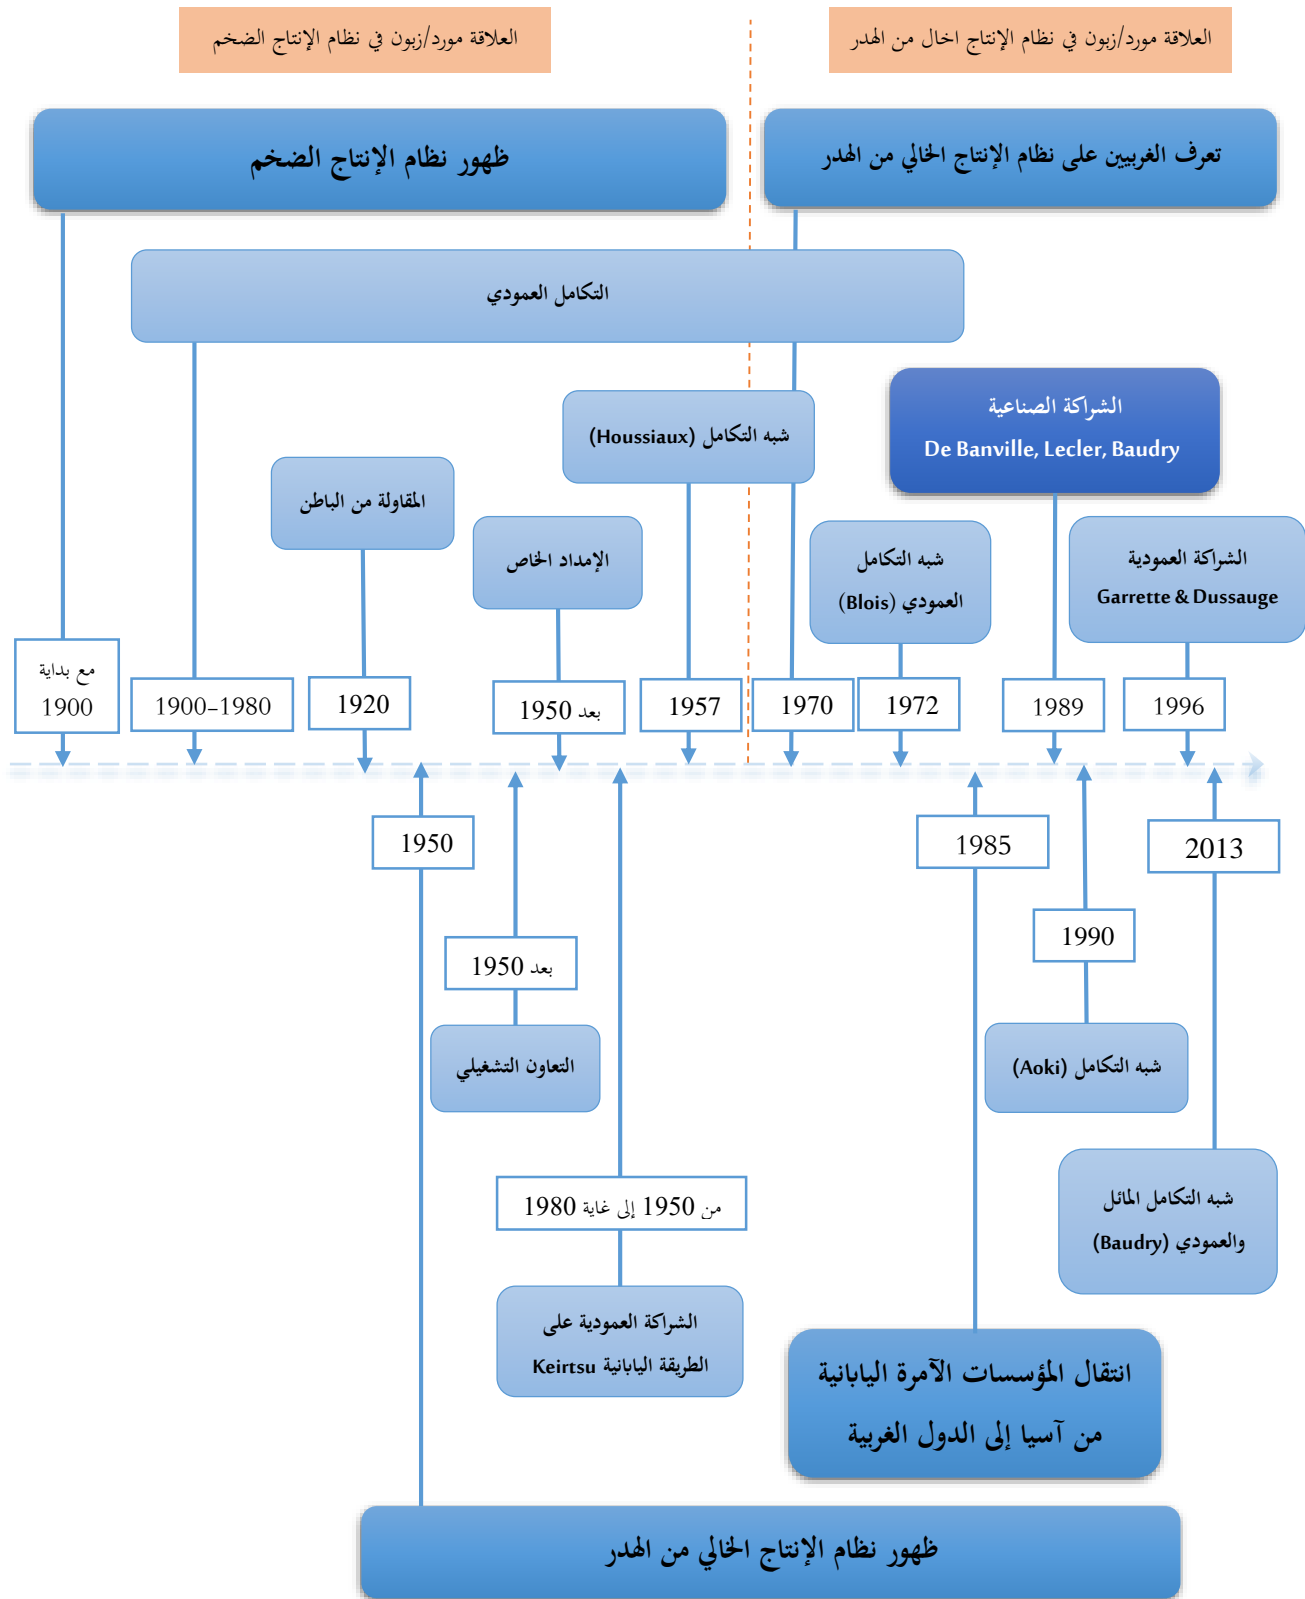 العلاقة مورد/زبون في نظام الإنتاج اخال من الهدر
العلاقة مورد/زبون في نظام الإنتاج الضخم
تعرف الغربيين على نظام الإنتاج الخالي من الهدر
ظهور نظام الإنتاج الضخم
التكامل العمودي
الشراكة الصناعية
De Banville, Lecler, Baudry
شبه التكامل (Houssiaux)
المقاولة من الباطن
الإمداد الخاص
شبه التكامل
العمودي (Blois)
الشراكة العمودية
Garrette & Dussauge
مع بداية
1900
1900–1980
1920
بعد 1950
1957
1970
1972
1989
1996
1950
1985
2013
1990
بعد 1950
التعاون التشغيلي
شبه التكامل (Aoki)
من 1950 إلى غاية 1980
شبه التكامل المائل
والعمودي (Baudry)
الشراكة العمودية على
الطريقة اليابانية Keirtsu
انتقال المؤسسات الآمرة اليابانية
من آسيا إلى الدول الغربية
ظهور نظام الإنتاج الخالي من الهدر